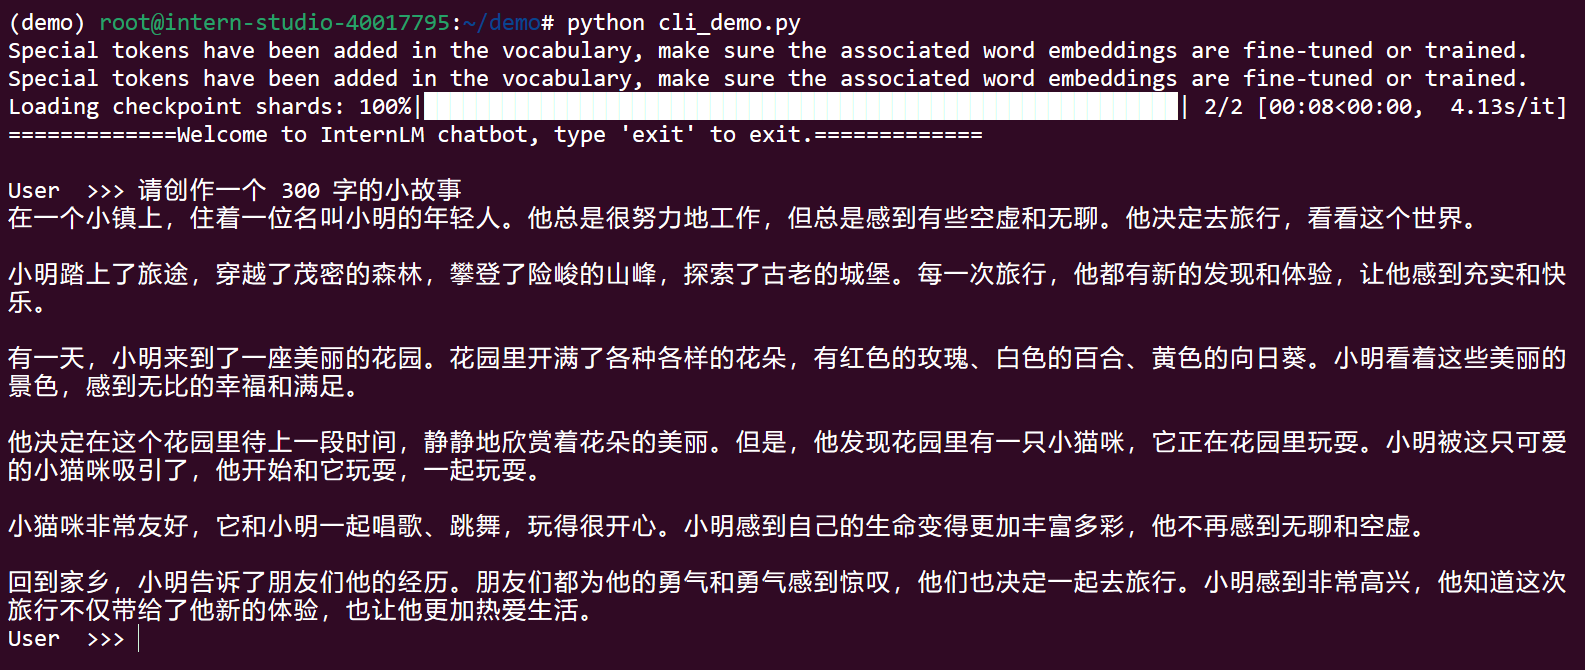 (demo) root@intern-studio-40017795:~/demo# python cli_demo.py
Special tokens have been added in the vocabulary, make sure the associated word embeddings are fine-tuned or trained.
Special tokens have been added in the vocabulary, make sure the associated word embeddings are fine-tuned or trained.
Loading checkpoint shards: 100%|| 2/2 [00:08<00:00,  4.13s/it]
=============Welcome to InternLM chatbot, type 'exit' to exit.=============
User  >>> 请创作一个 300 字的小故事
在一个小镇上，住着一位名叫小明的年轻人。他总是很努力地工作，但总是感到有些空虚和无聊。他决定去旅行，看看这个世界。
小明踏上了旅途，穿越了茂密的森林，攀登了险峻的山峰，探索了古老的城堡。每一次旅行，他都有新的发现和体验，让他感到充实和快
乐。
有一天，小明来到了一座美丽的花园。花园里开满了各种各样的花朵，有红色的玫瑰、白色的百合、黄色的向日葵。小明看着这些美丽的
景色，感到无比的幸福和满足。
他决定在这个花园里待上一段时间，静静地欣赏着花朵的美丽。但是，他发现花园里有一只小猫咪，它正在花园里玩耍。小明被这只可爱
的小猫咪吸引了，他开始和它玩耍，一起玩耍。
小猫咪非常友好，它和小明一起唱歌、跳舞，玩得很开心。小明感到自己的生命变得更加丰富多彩，他不再感到无聊和空虚。
回到家乡，小明告诉了朋友们他的经历。朋友们都为他的勇气和勇气感到惊叹，他们也决定一起去旅行。小明感到非常高兴，他知道这次
旅行不仅带给了他新的体验，也让他更加热爱生活。
User  >>>